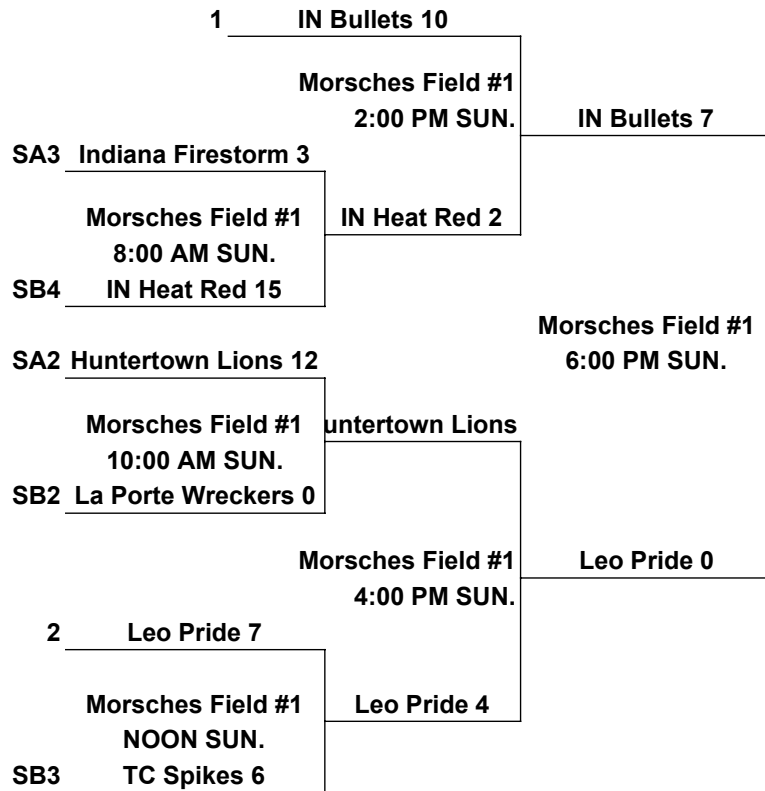 1 IN Bullets 10
Morsches Field #1
2:00 PM SUN.
IN Bullets 7
SA3 Indiana Firestorm 3
Morsches Field #1
8:00 AM SUN.
IN Heat Red 2
SB4 IN Heat Red 15
Morsches Field #1
6:00 PM SUN.
SA2 Huntertown Lions 12
Morsches Field #1
10:00 AM SUN.
untertown Lions
SB2 La Porte Wreckers 0
Morsches Field #1
4:00 PM SUN.
Leo Pride 0
2 Leo Pride 7
Morsches Field #1
NOON SUN.
Leo Pride 4
SB3 TC Spikes 6